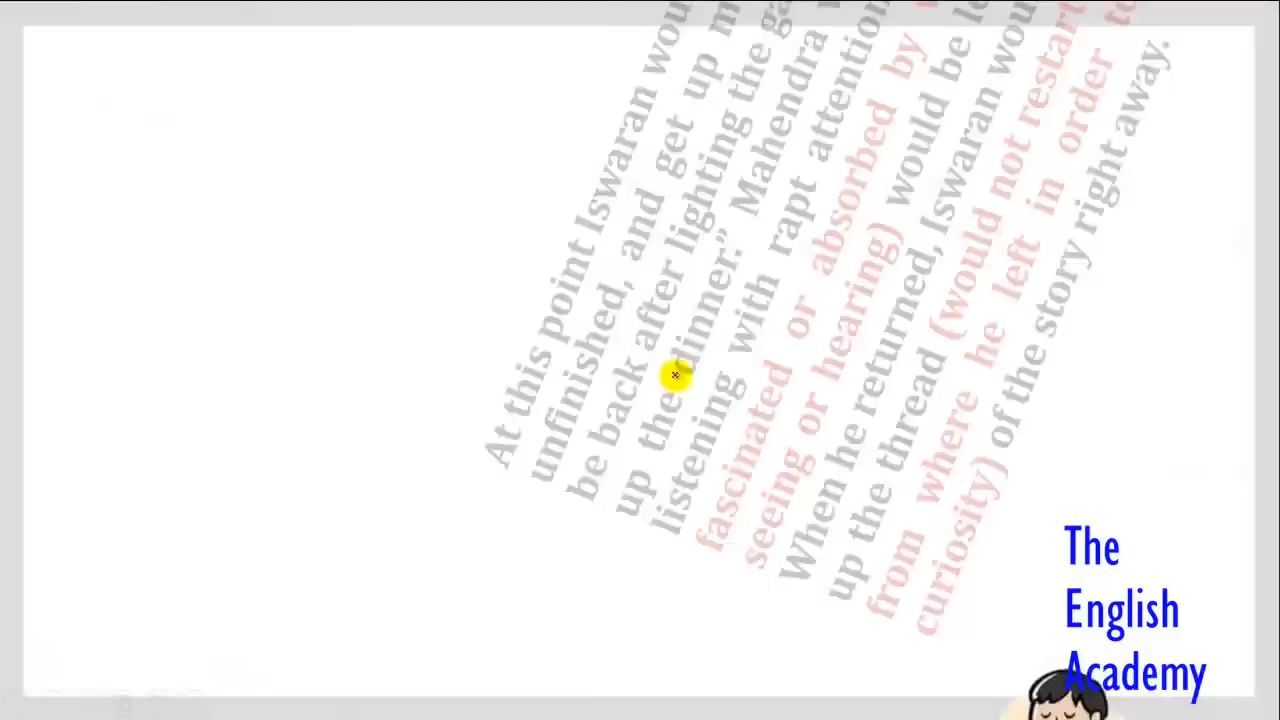 At this point Iswaran wou
unfinished, and get up m
be back after lighting the ga
up the dinner.” Mahendra
listening with rapt attention
fascinated or absorbed by
seeing or hearing) would be le
When he returned, Iswaran wou
up the thread (would not restart
from where he left in order to
curiosity) of the story right away.
The
English
Academy